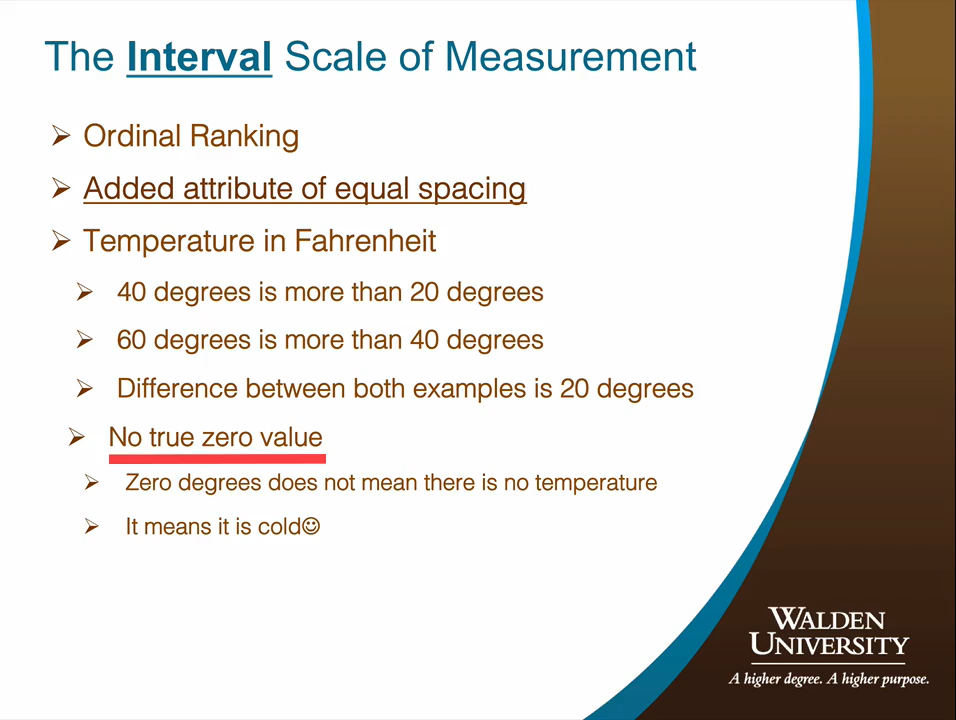 The Interval Scale of Measurement
Ordinal Ranking
Added attribute of equal spacing
Temperature in Fahrenheit
40 degrees is more than 20 degrees
60 degrees is more than 40 degrees
Difference between both examples is 20 degrees
No true zero value
Zero degrees does not mean there is no temperature
It means it is cold☺
WALDEN
UNIVERSITY
A higher degree. A higher purpose.